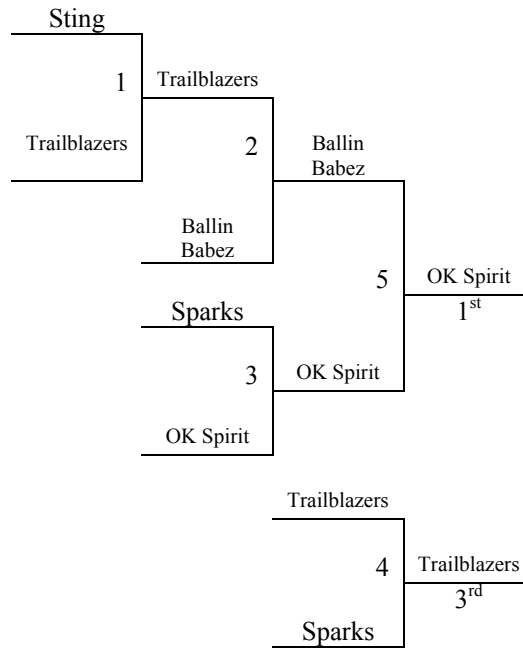 Sting
1
Trailblazers
Trailblazers
2
Ballin
Babez
Ballin
Babez
5
OK Spirit
1st
Sparks
3
OK Spirit
OK Spirit
Trailblazers
4
Trailblazers
3rd
Sparks